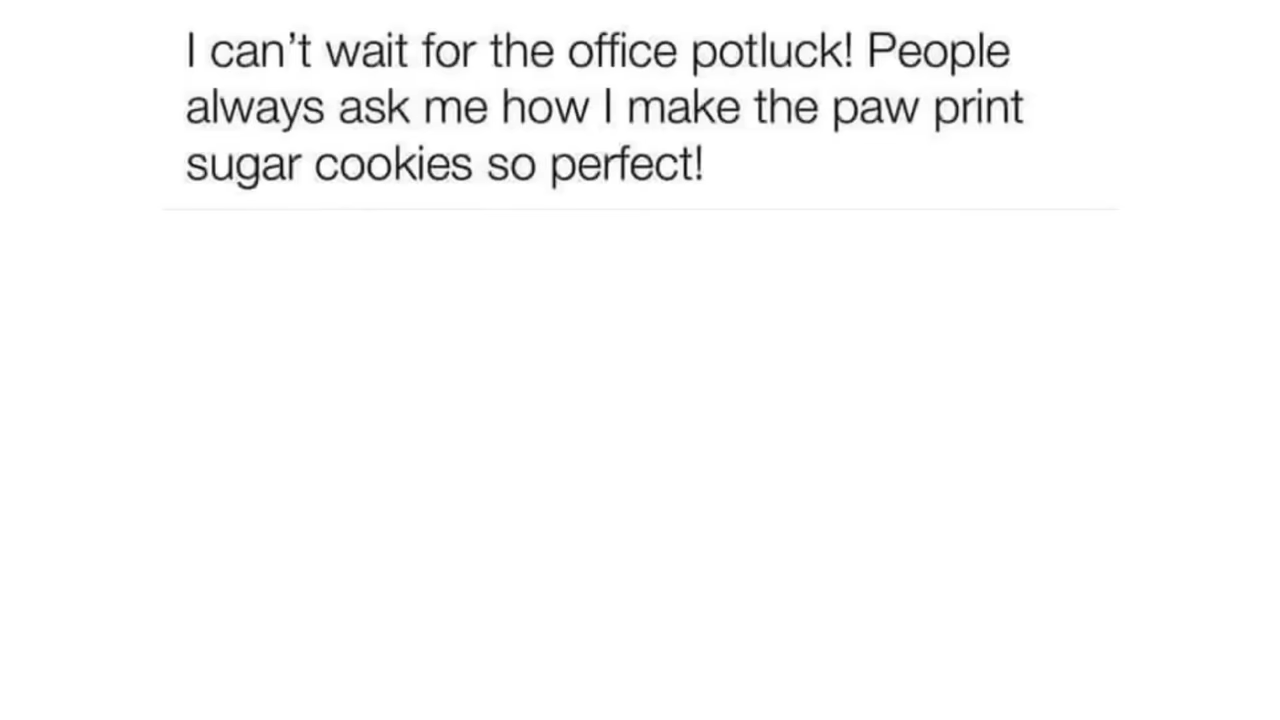 I can’t wait for the office potluck! People
always ask me how I make the paw print
sugar cookies so perfect!